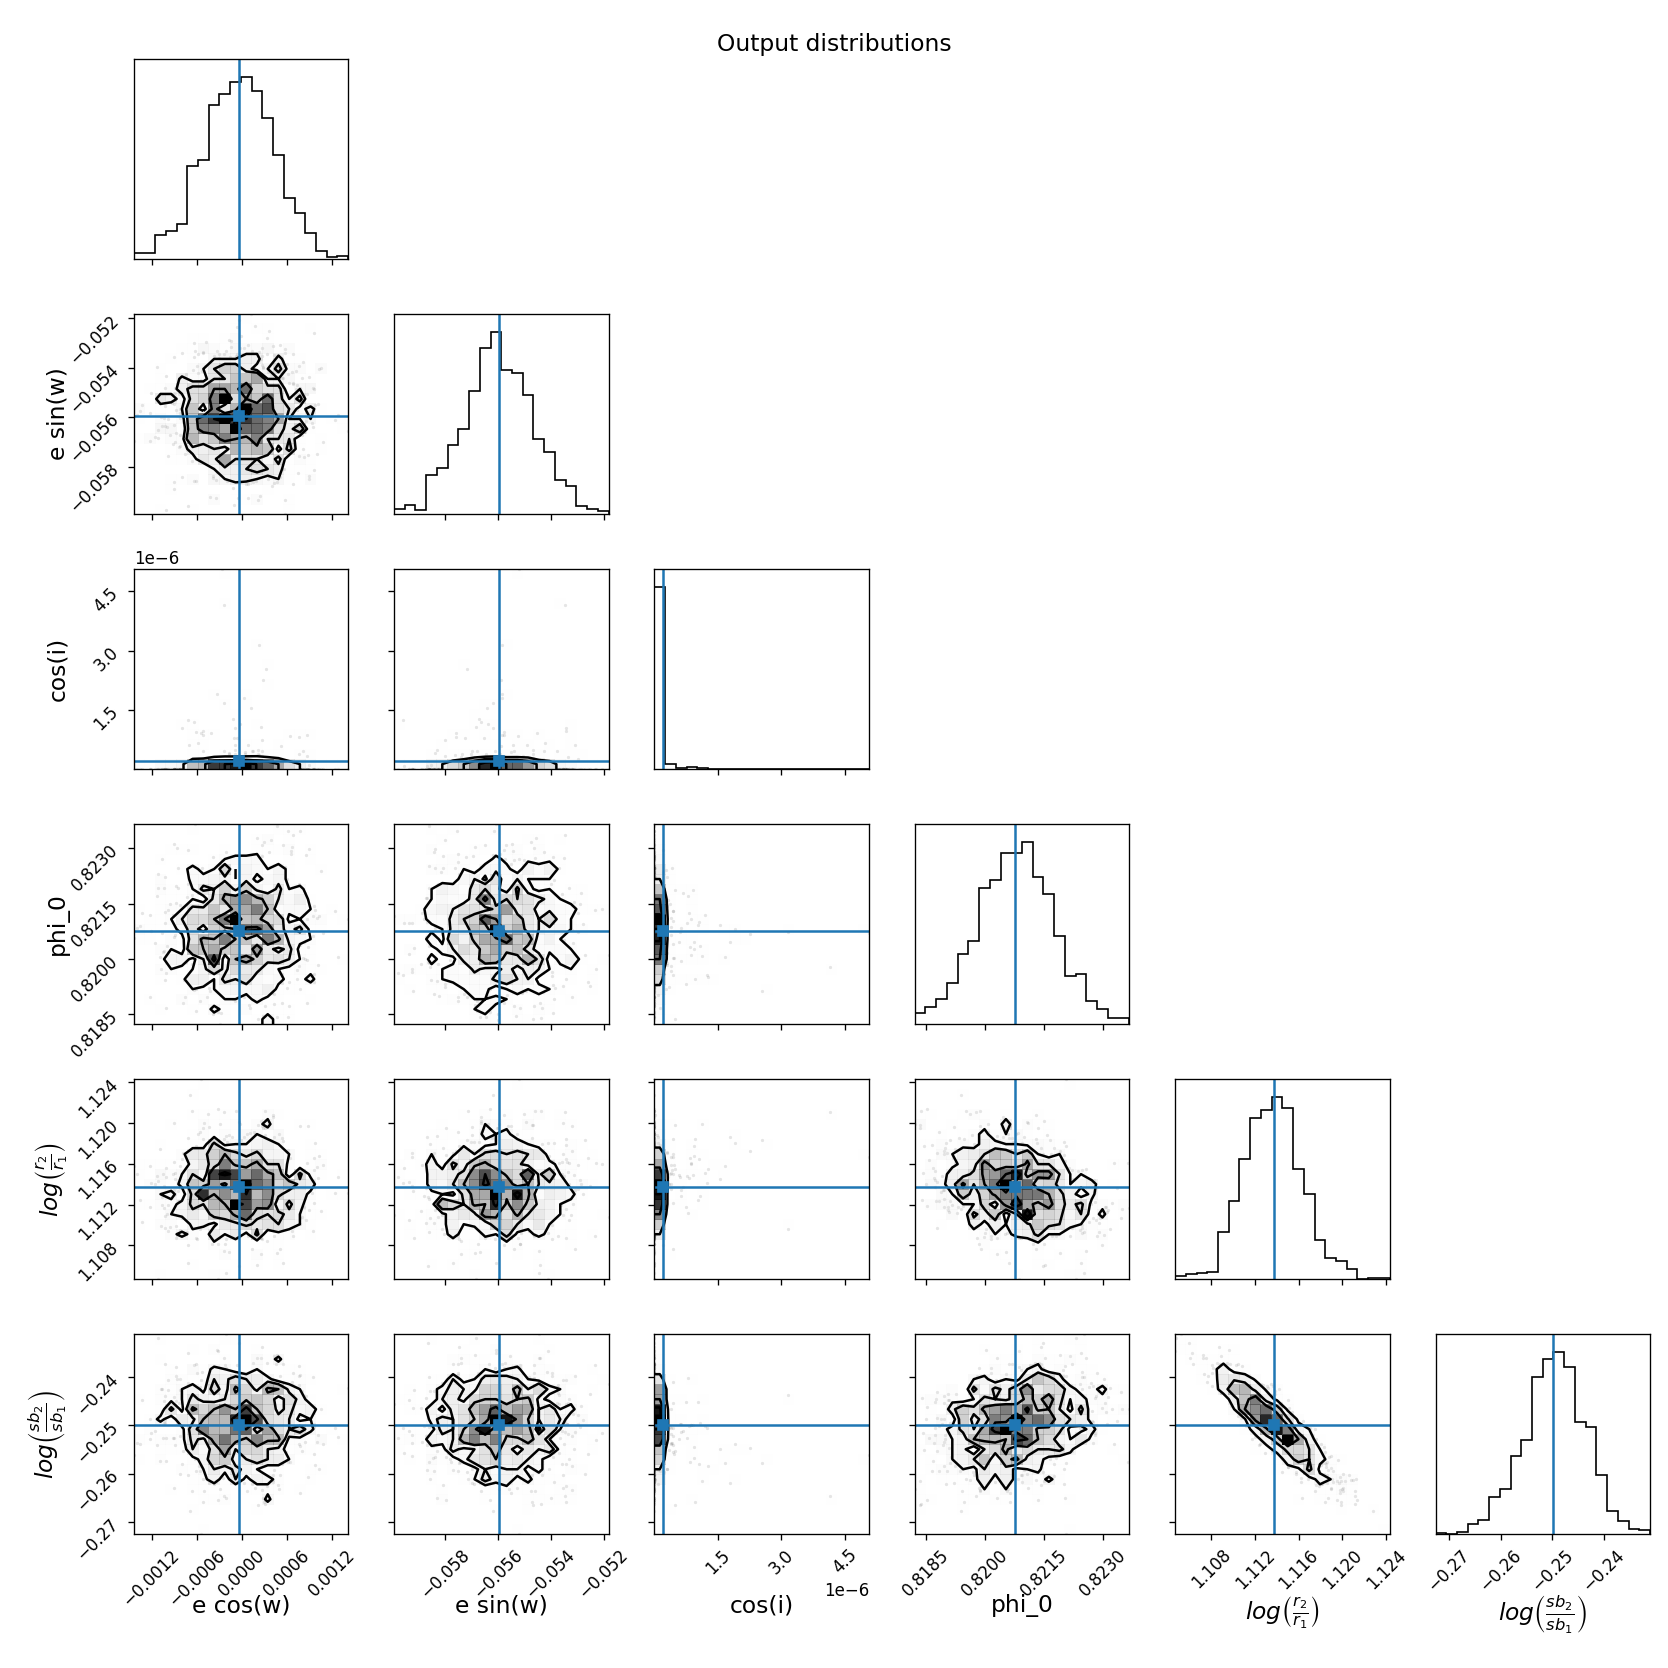 Output distributions
−0.052
−0.054
−0.056
−0.058
e sin(w)
1e−6
4.5
3.0
1.5
cos(i)
0.8230
0.8215
0.8200
0.8185
phi_0
1.124
1.120
1.116
1.112
1.108
log(r2/r1)
−0.24
−0.25
−0.26
−0.27
log(sb2/sb1)
−0.0012 −0.0006 0.0000 0.0006 0.0012
e cos(w)
−0.058 −0.056 −0.054 −0.052
e sin(w)
1.5 3.0 4.5
1e−6
cos(i)
0.8185 0.8200 0.8215 0.8230
phi_0
1.108 1.112 1.116 1.120 1.124
log(r2/r1)
−0.27 −0.26 −0.25 −0.24
log(sb2/sb1)